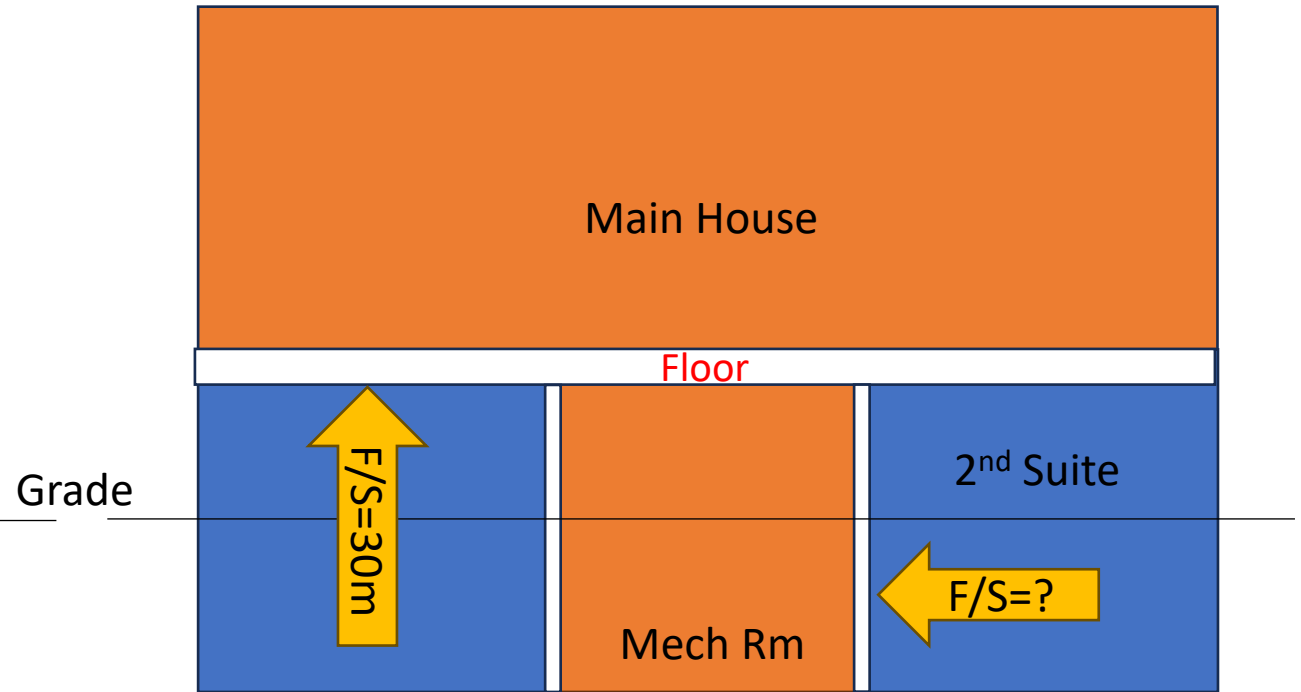 Main House
Floor
F/S=30m
2nd Suite
Grade
F/S=?
Mech Rm